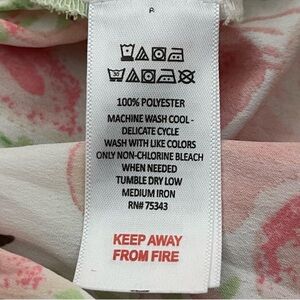 100% POLYESTER
MACHINE WASH COOL -
DELICATE CYCLE
WASH WITH LIKE COLORS
ONLY NON-CHLORINE BLEACH
WHEN NEEDED
TUMBLE DRY LOW
MEDIUM IRON
RN# 75343
KEEP AWAY
FROM FIRE